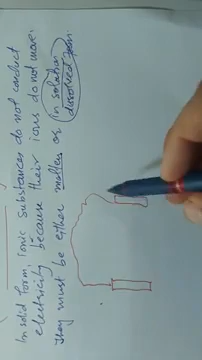 In solid form, ionic substances do not conduct
electricity because their ions do not move.
They must be either molten or in solution
dissolved